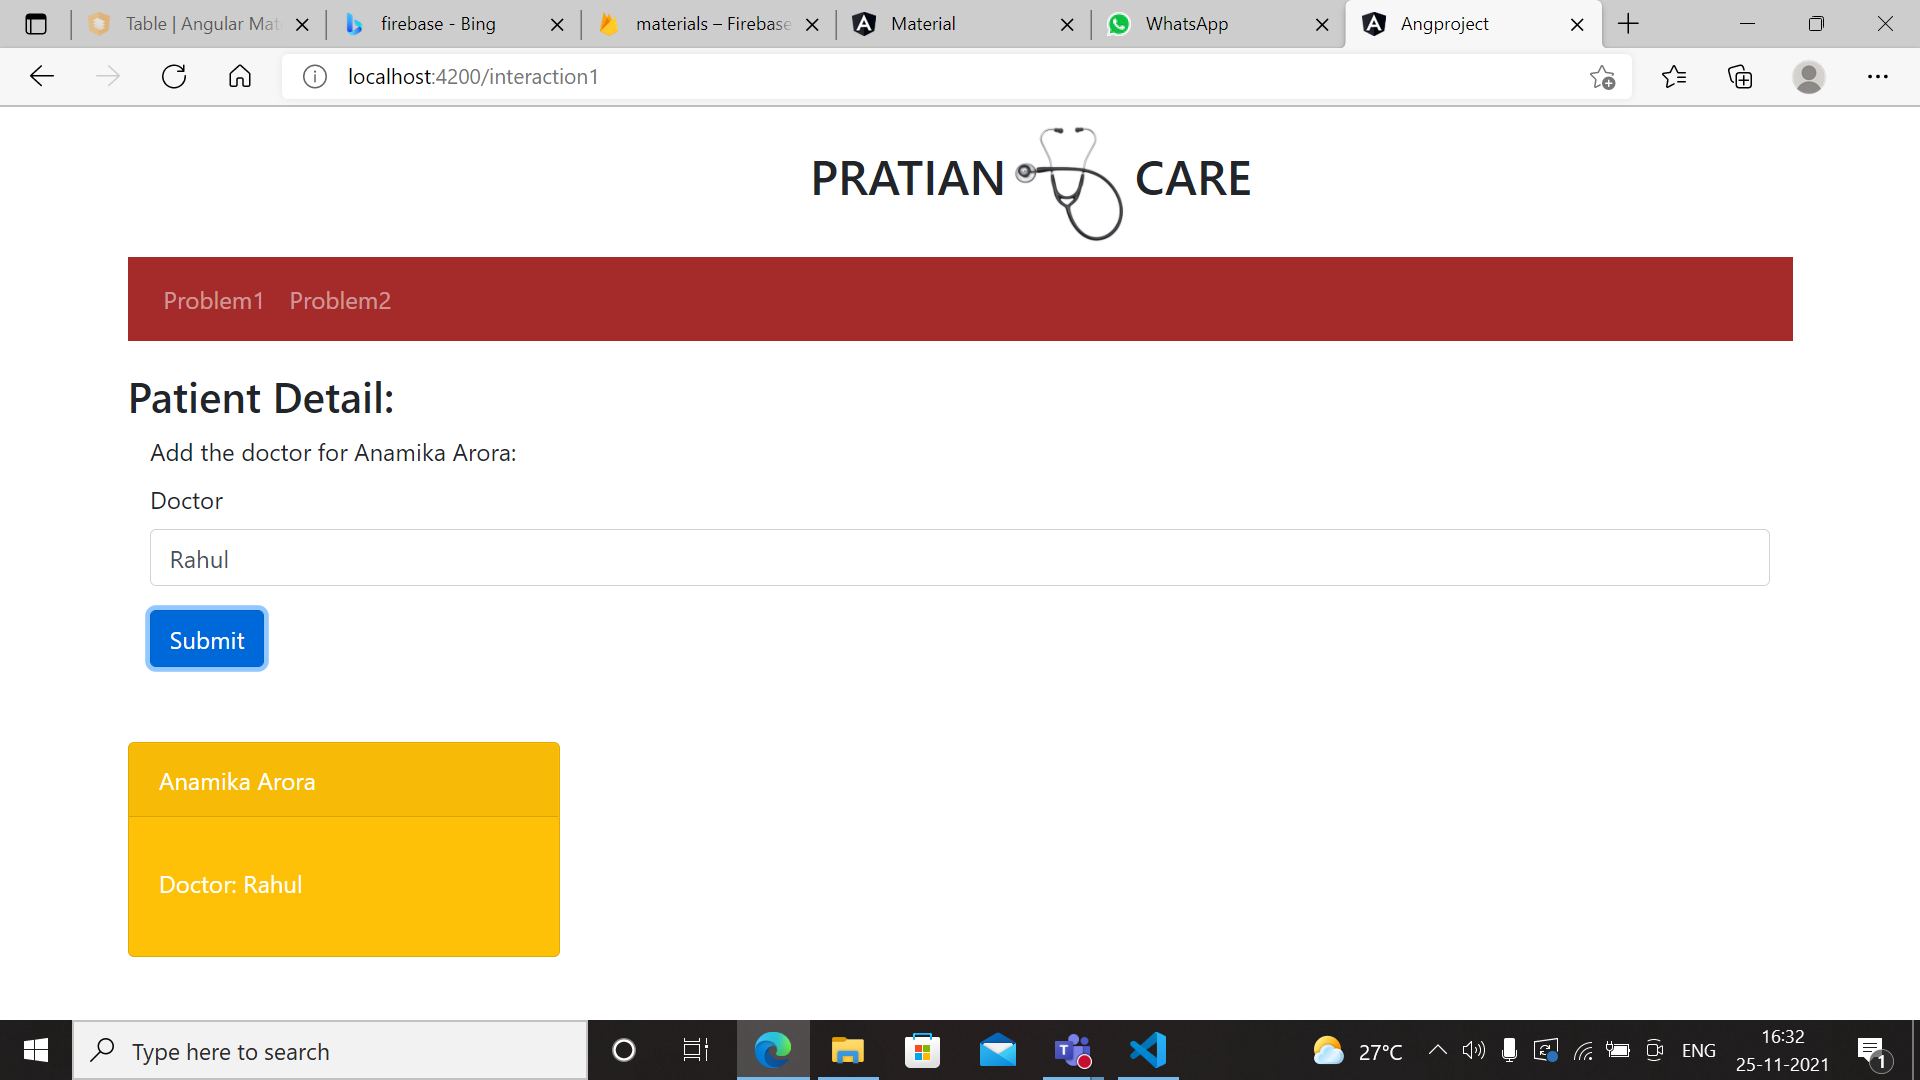 Table | Angular Mat
firebase - Bing
materials – Firebase
Material
WhatsApp
Angproject
localhost:4200/interaction1
PRATIAN CARE
Problem1 Problem2
Patient Detail:
Add the doctor for Anamika Arora:
Doctor
Rahul
Submit
Anamika Arora
Doctor: Rahul
Type here to search
27°C
ENG
16:32
25-11-2021
1